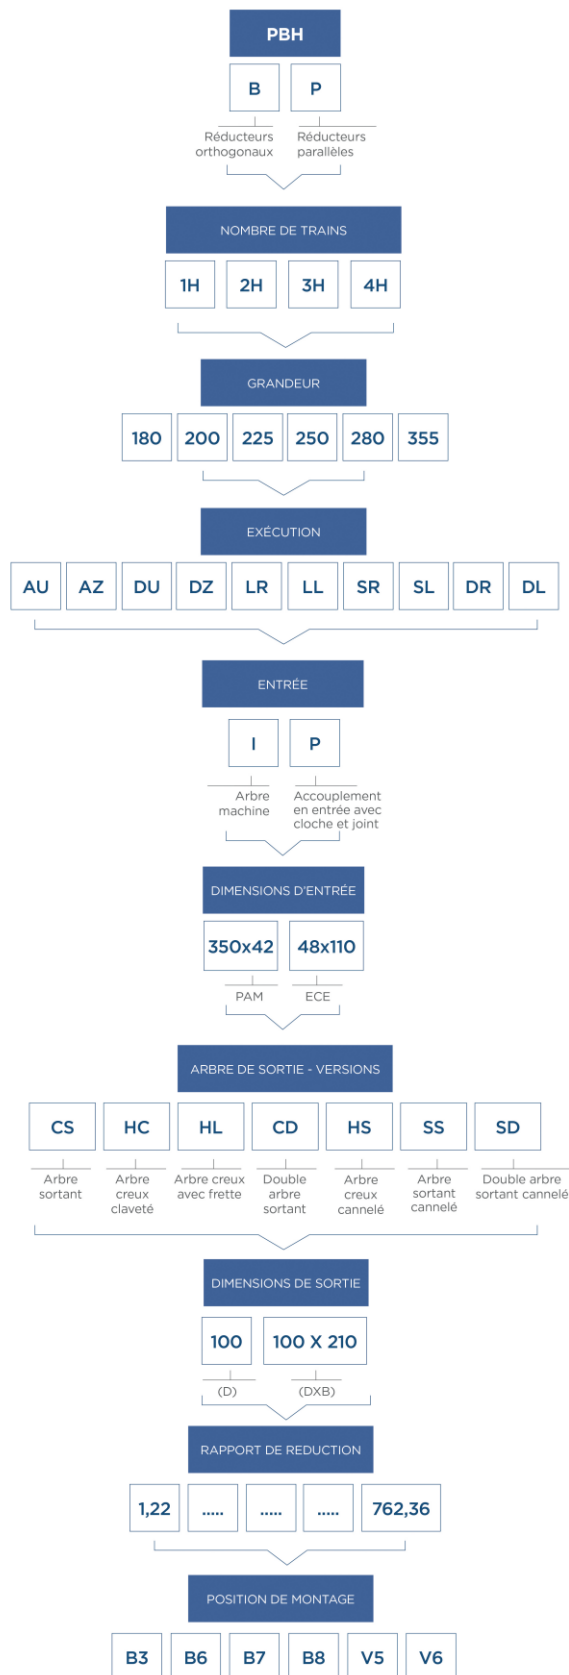 PBH
B P
Réducteurs orthogonaux
Réducteurs parallèles
NOMBRE DE TRAINS
1H 2H 3H 4H
GRANDEUR
180 200 225 250 280 355
EXÉCUTION
AU AZ DU DZ LR LL SR SL DR DL
ENTRÉE
I P
Arbre machine
Accouplement en entrée avec cloche et joint
DIMENSIONS D'ENTRÉE
350x42 48x110
PAM ECE
ARBRE DE SORTIE - VERSIONS
CS HC HL CD HS SS SD
Arbre sortant
Arbre creux claveté
Arbre creux avec frette
Double arbre sortant
Arbre creux cannelé
Arbre sortant cannelé
Double arbre sortant cannelé
DIMENSIONS DE SORTIE
100 100 X 210
(D) (DXB)
RAPPORT DE REDUCTION
1,22 ..... ..... ..... 762,36
POSITION DE MONTAGE
B3 B6 B7 B8 V5 V6